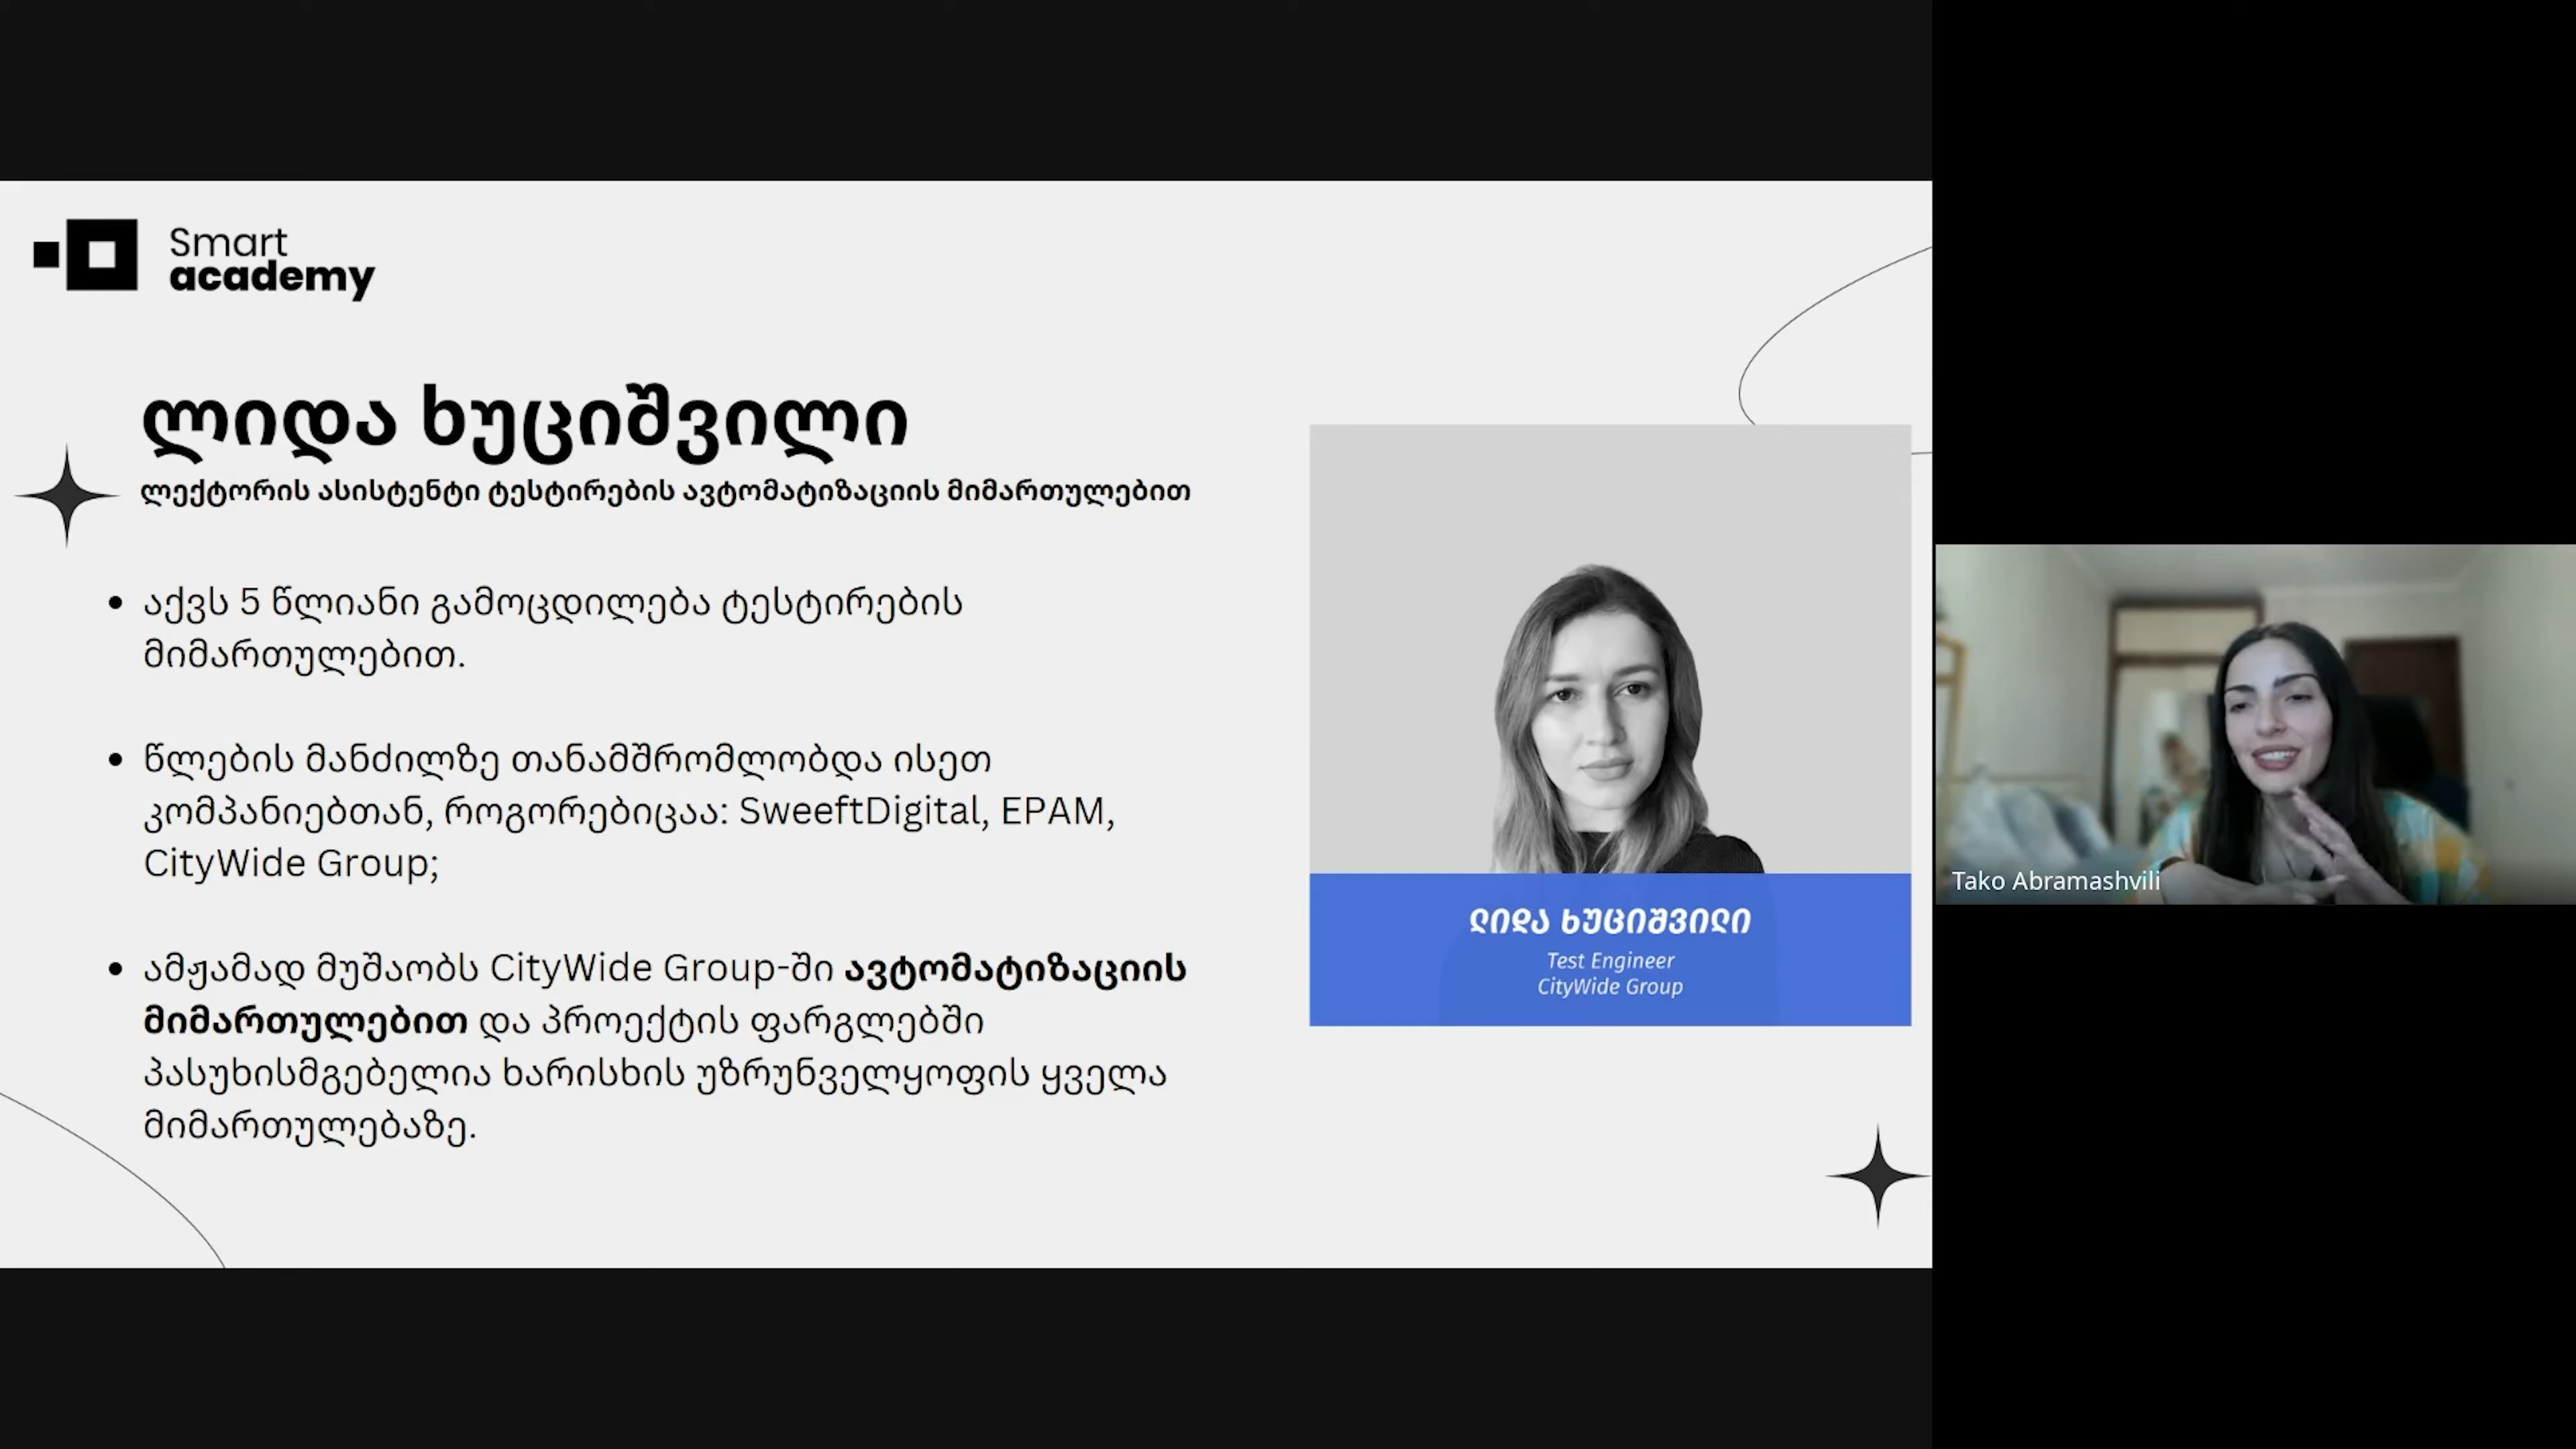 Smart
academy
ლიდა ხუციშვილი
ლექტორის ასისტენტი ტესტირების ავტომატიზაციის მიმართულებით
• აქვს 5 წლიანი გამოცდილება ტესტირების
მიმართულებით.
• წლების მანძილზე თანამშრომლობდა ისეთ
კომპანიებთან, როგორებიცაა: SweeftDigital, EPAM,
CityWide Group;
• ამჟამად მუშაობს CityWide Group-ში ავტომატიზაციის
მიმართულებით და პროექტის ფარგლებში
პასუხისმგებელია ხარისხის უზრუნველყოფის ყველა
მიმართულებაზე.
ლიდა ხუციშვილი
Test Engineer
CityWide Group
Tako Abramashvili